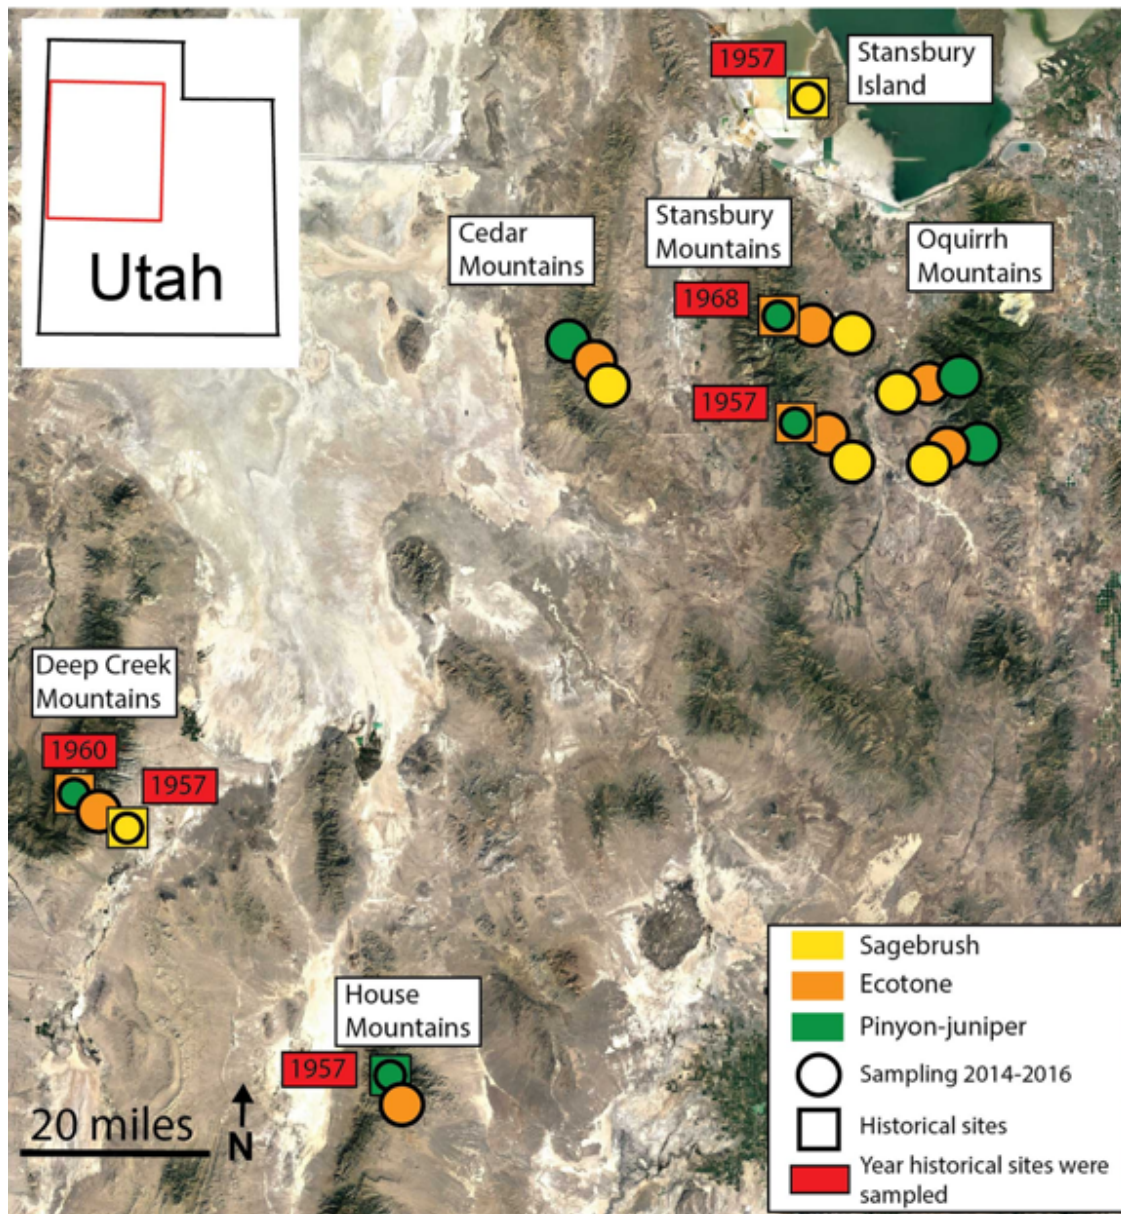 Utah
1957
Stansbury
Island
Cedar
Mountains
Stansbury
Mountains
Oquirrh
Mountains
1968
1957
Deep Creek
Mountains
1960
1957
House
Mountains
1957
20 miles
N
Sagebrush
Ecotone
Pinyon-juniper
Sampling 2014-2016
Historical sites
Year historical sites were
sampled